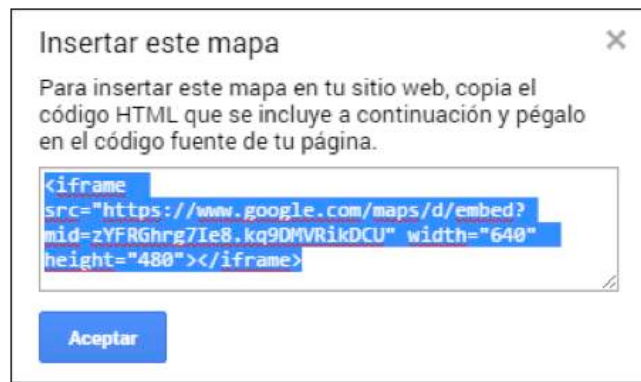 Insertar este mapa
Para insertar este mapa en tu sitio web, copia el
código HTML que se incluye a continuación y pégalo
en el código fuente de tu página.
<iframe
src="https://www.google.com/maps/d/embed?
mid=zYFRGhrg7Ie8.kq9DMVRikDCU" width="640"
height="480"></iframe>
Aceptar